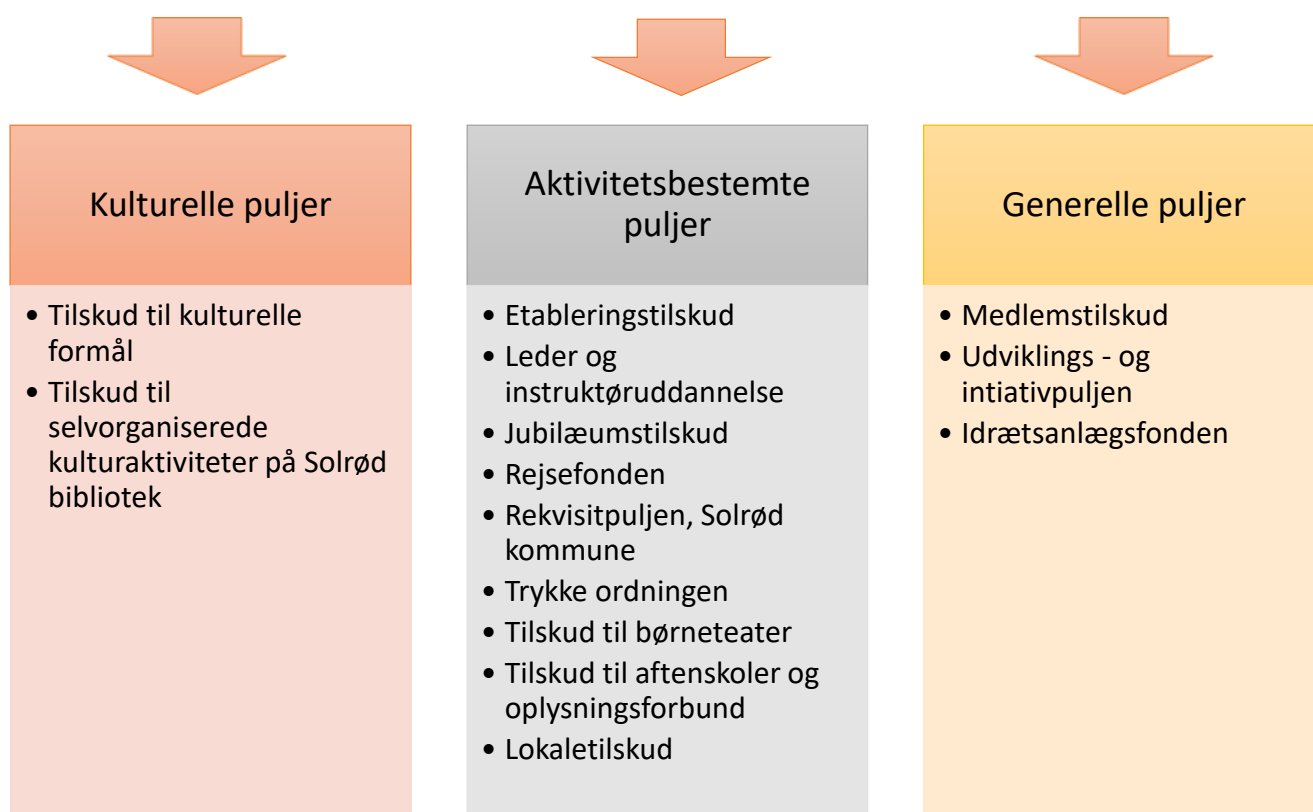 Kulturelle puljer
• Tilskud til kulturelle
formål
• Tilskud til
selvorganiserede
kulturaktiviteter på Solrød
bibliotek
Aktivitetsbestemte
puljer
• Etableringstilskud
• Leder og
instruktøruddannelse
• Jubilæumstilskud
• Rejsefonden
• Rekvisitpuljen, Solrød
kommune
• Trykke ordningen
• Tilskud til børneteater
• Tilskud til aftenskoler og
oplysningsforbund
• Lokaletilskud
Generelle puljer
• Medlemstilskud
• Udviklings - og
intiativpuljen
• Idrætsanlægsfonden